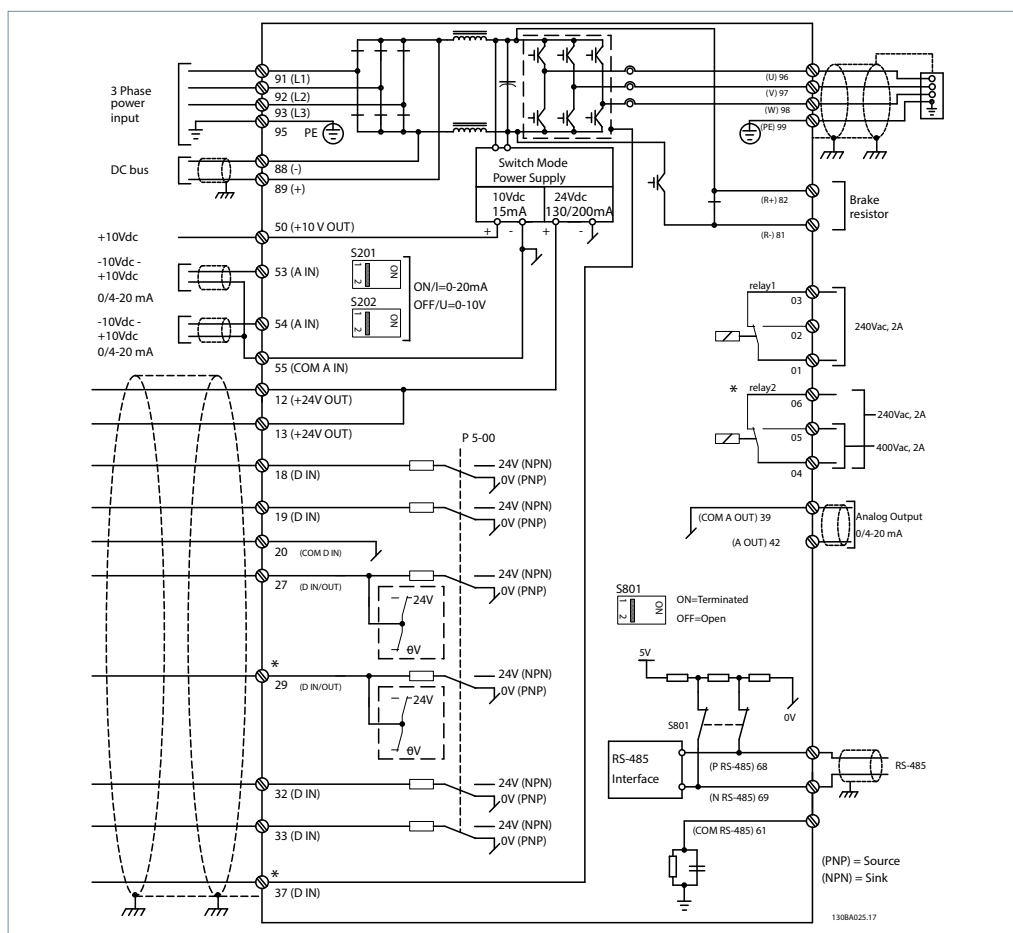 3 Phase
power
input
91 (L1)
92 (L2)
93 (L3)
95 PE
DC bus
88 (-)
89 (+)
+10Vdc
50 (+10 V OUT)
-10Vdc -
+10Vdc
0/4-20 mA
53 (A IN)
-10Vdc -
+10Vdc
0/4-20 mA
54 (A IN)
55 (COM A IN)
12 (+24V OUT)
13 (+24V OUT)
18 (D IN)
19 (D IN)
20 (COM D IN)
27 (D IN/OUT)
24V
0V
*
29 (D IN/OUT)
24V
0V
32 (D IN)
33 (D IN)
*
37 (D IN)
S201
ON
1 2
S202
ON
1 2
ON/I=0-20mA
OFF/U=0-10V
P 5-00
24V (NPN)
0V (PNP)
24V (NPN)
0V (PNP)
24V (NPN)
0V (PNP)
24V (NPN)
0V (PNP)
24V (NPN)
0V (PNP)
24V (NPN)
0V (PNP)
Switch Mode
Power Supply
10Vdc
15mA
24Vdc
130/200mA
+ - + -
(U) 96
(V) 97
(W) 98
(PE) 99
(R+) 82
(R-) 81
Brake
resistor
relay1
03
02
01
240Vac, 2A
* relay2
06
05
04
240Vac, 2A
400Vac, 2A
(COM A OUT) 39
(A OUT) 42
Analog Output
0/4-20 mA
S801
ON
1 2
ON=Terminated
OFF=Open
5V
0V
S801
RS-485
Interface
(P RS-485) 68
(N RS-485) 69
RS-485
(COM RS-485) 61
(PNP) = Source
(NPN) = Sink
130BA025.17